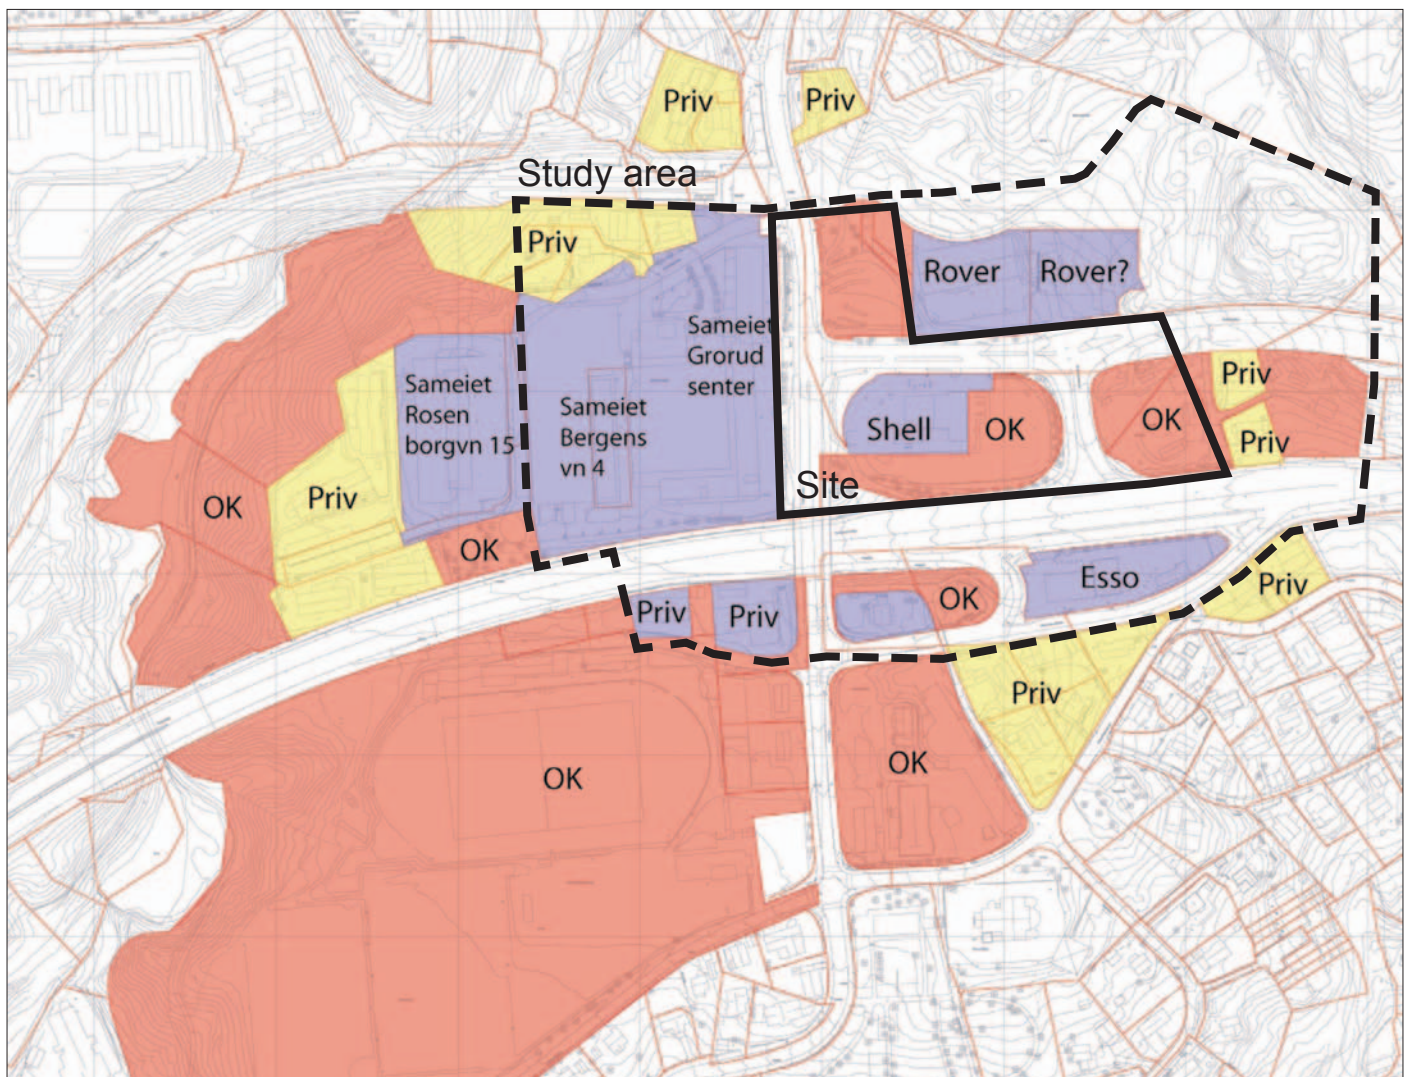 Priv
Priv
Study area
Priv
Rover
Rover?
Sameiet
Grorud
senter
Sameiet
Rosen
borgvn 15
Sameiet
Bergens
vn 4
Priv
Shell
OK
OK
Priv
Site
Priv
OK
OK
Esso
Priv
Priv
Priv
OK
Priv
OK
OK